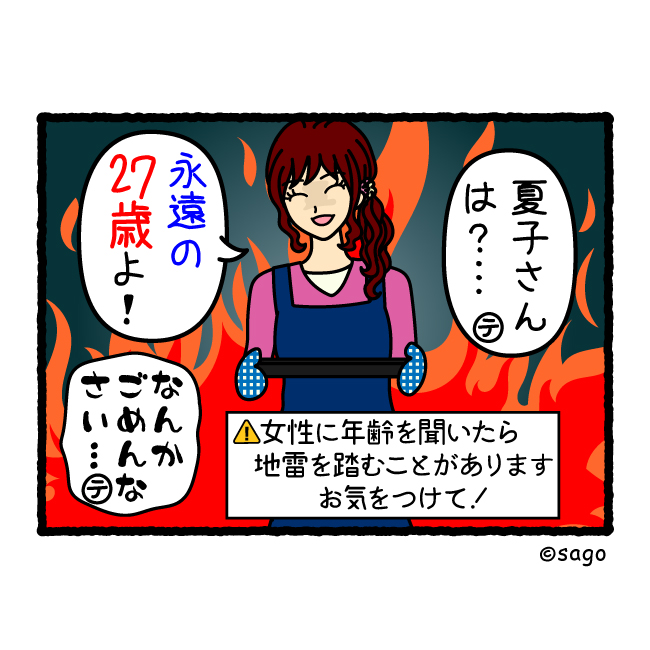 夏子さん
は？…. ㋢
永遠の
27歳よ！
なんか
ごめんな
さい…㋢
⚠女性に年齢を聞いたら
地雷を踏むことがあります
お気をつけて！
©sago